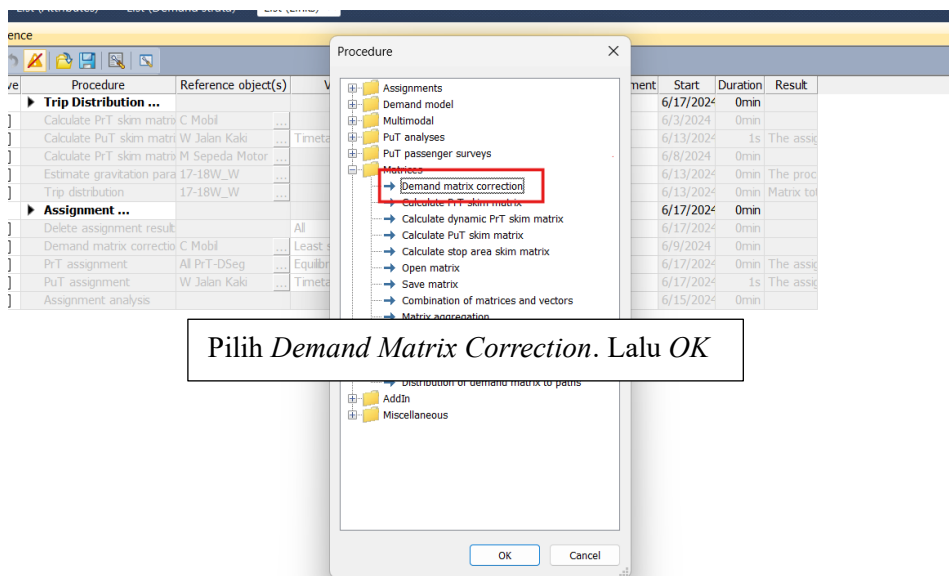 ence
Procedure
ve Procedure Reference object(s) V ment Start Duration Result
Trip Distribution ... 6/17/2024 0min
Calculate PrT skim matri C Mobil ... 6/3/2024 0min
Calculate PuT skim matri W Jalan Kaki ... Timeta 6/13/2024 1s The assig
Calculate PrT skim matri M Sepeda Motor ... 6/8/2024 0min
Estimate gravitation para 17-18W_W ... 6/13/2024 0min The proc
Trip distribution 17-18W_W ... 6/13/2024 0min Matrix tot
Assignment ... 6/17/2024 0min
Delete assignment result All 6/17/2024 0min
Demand matrix correctio C Mobil ... Least s 6/9/2024 0min
PrT assignment All PrT-DSeg ... Equilibr 6/17/2024 0min The assig
PuT assignment W Jalan Kaki ... Timeta 6/17/2024 1s The assig
Assignment analysis 6/15/2024 0min
Assignments
Demand model
Multimodal
PuT analyses
PuT passenger surveys
Matrices
Demand matrix correction
Calculate PrT skim matrix
Calculate dynamic PrT skim matrix
Calculate PuT skim matrix
Calculate stop area skim matrix
Open matrix
Save matrix
Combination of matrices and vectors
Matrix aggregation
Pilih Demand Matrix Correction. Lalu OK
Distribution of demand matrix to paths
AddIn
Miscellaneous
OK Cancel